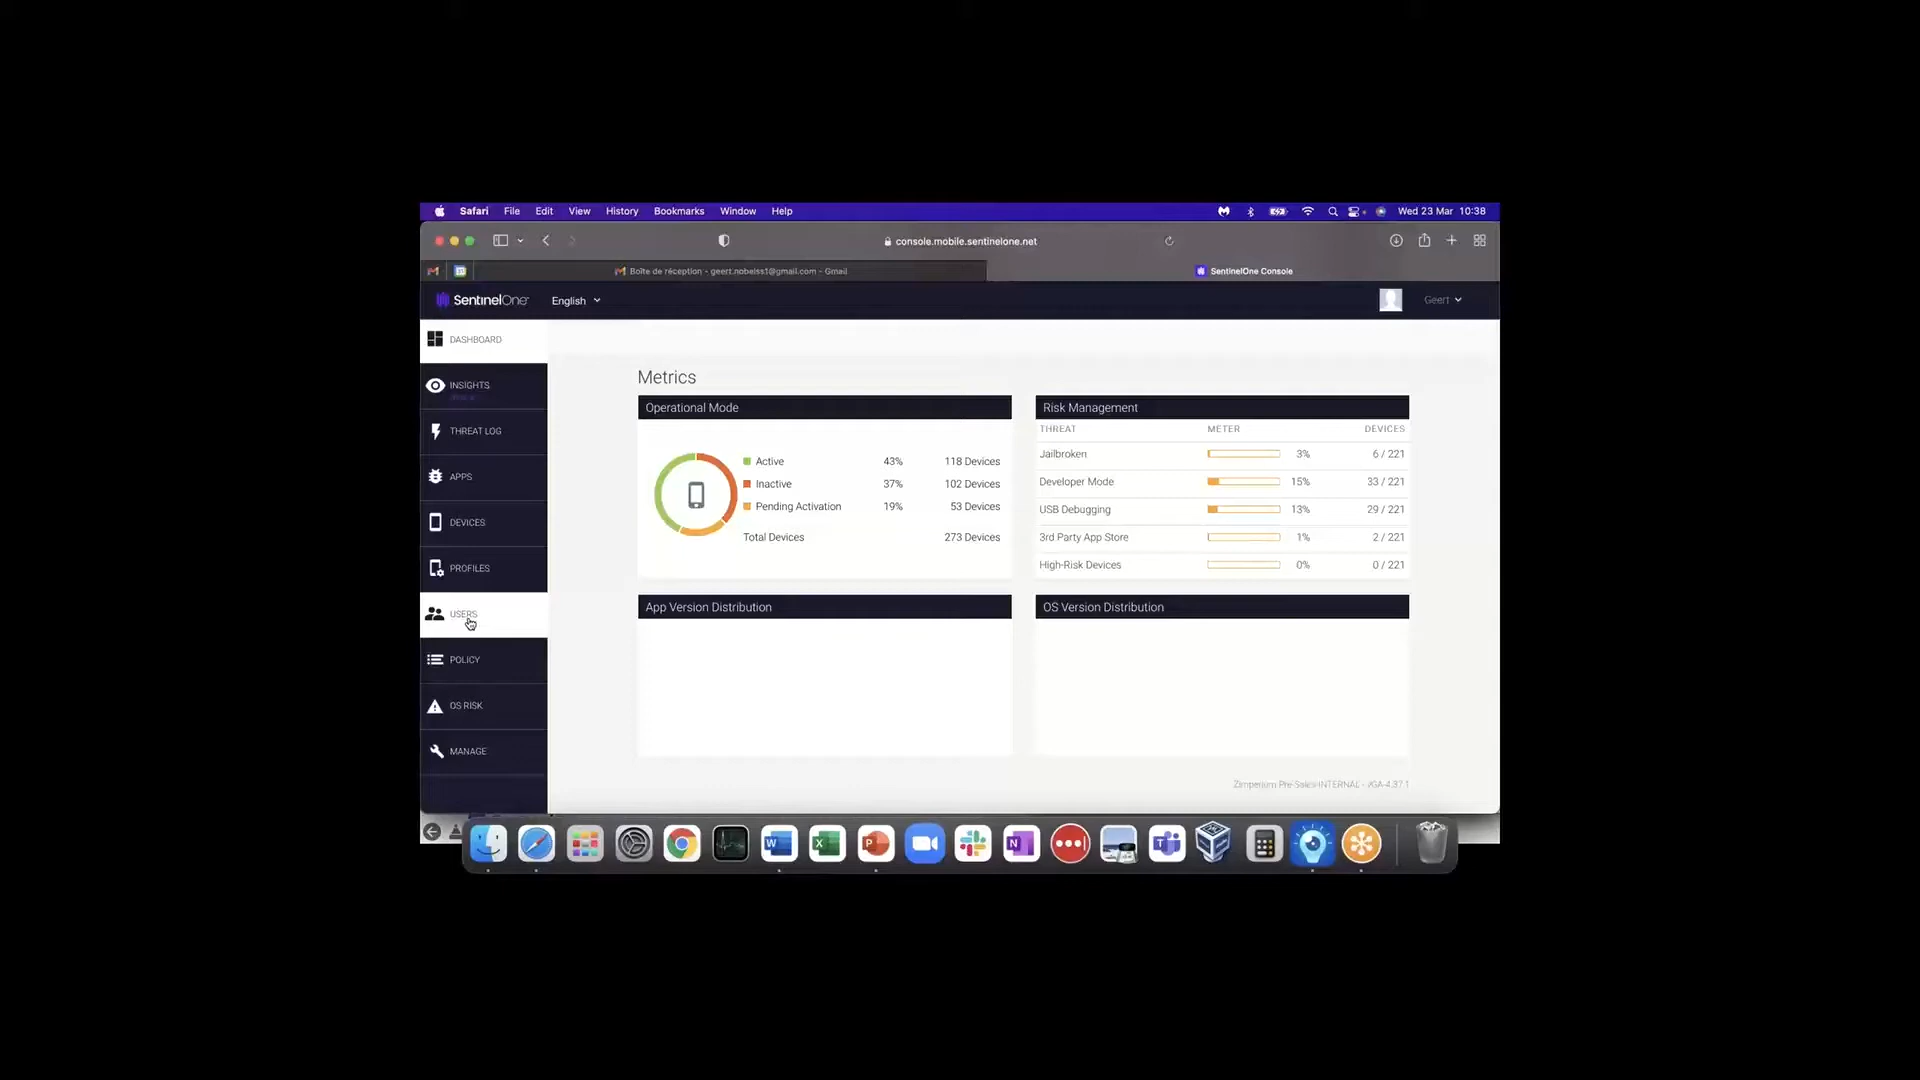 Safari File Edit View History Bookmarks Window Help Wed 23 Mar 10:38
console.mobile.sentinelone.net
Boîte de réception - geert.nobelss1@gmail.com - Gmail SentinelOne Console
SentinelOne English Geert
DASHBOARD
INSIGHTS
THREAT LOG
APPS
DEVICES
PROFILES
USERS
POLICY
OS RISK
MANAGE
Metrics
Operational Mode
Active 43% 118 Devices
Inactive 37% 102 Devices
Pending Activation 19% 53 Devices
Total Devices 273 Devices
Risk Management
THREAT METER DEVICES
Jailbroken 3% 6 / 221
Developer Mode 15% 33 / 221
USB Debugging 13% 29 / 221
3rd Party App Store 1% 2 / 221
High-Risk Devices 0% 0 / 221
App Version Distribution
OS Version Distribution
Zimperium Pre-Sales INTERNAL